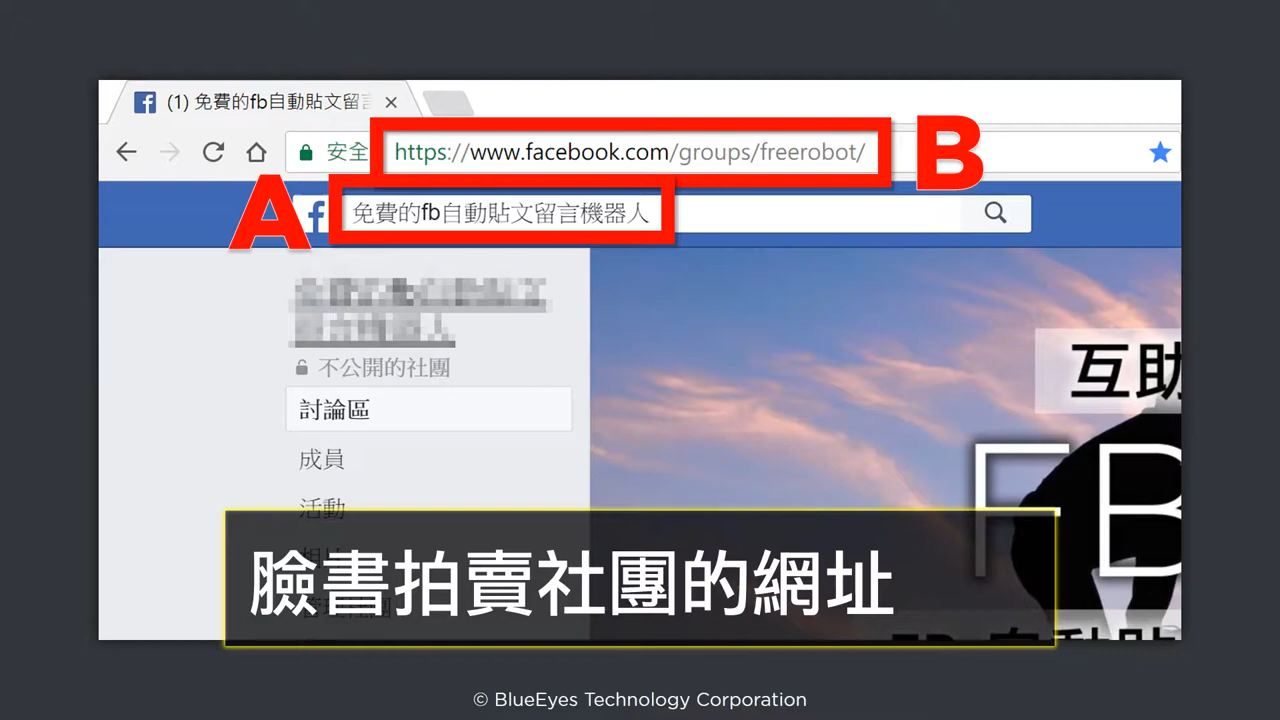 (1) 免費的fb自動貼文留言
安全
https://www.facebook.com/groups/freerobot/
B
A
免費的fb自動貼文留言機器人
不公開的社團
互助
討論區
FB
成員
活動
臉書拍賣社團的網址
© BlueEyes Technology Corporation